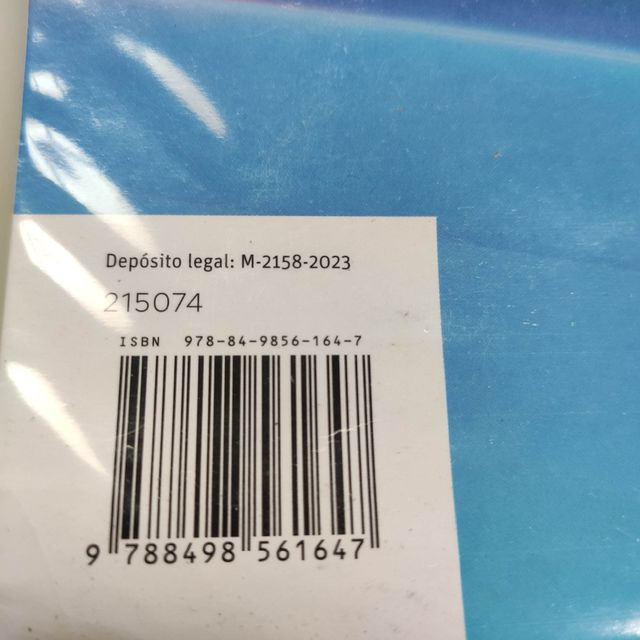 Depósito legal: M-2158-2023
215074
ISBN 978-84-9856-164-7
9 788498 561647